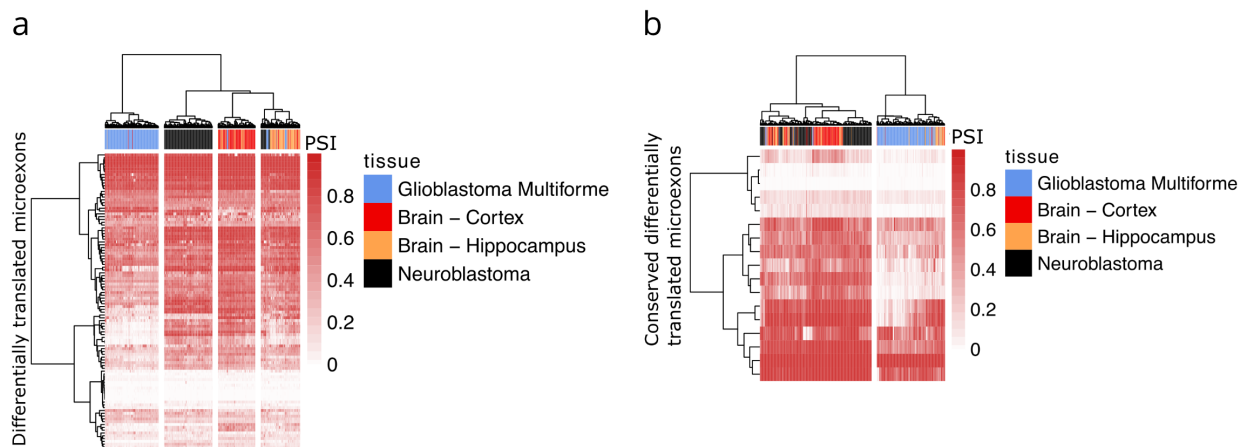 a
Differentially translated microexons
PSI
0.8
0.6
0.4
0.2
0
tissue
Glioblastoma Multiforme
Brain – Cortex
Brain – Hippocampus
Neuroblastoma
b
Conserved differentially
translated microexons
PSI
0.8
0.6
0.4
0.2
0
tissue
Glioblastoma Multiforme
Brain – Cortex
Brain – Hippocampus
Neuroblastoma